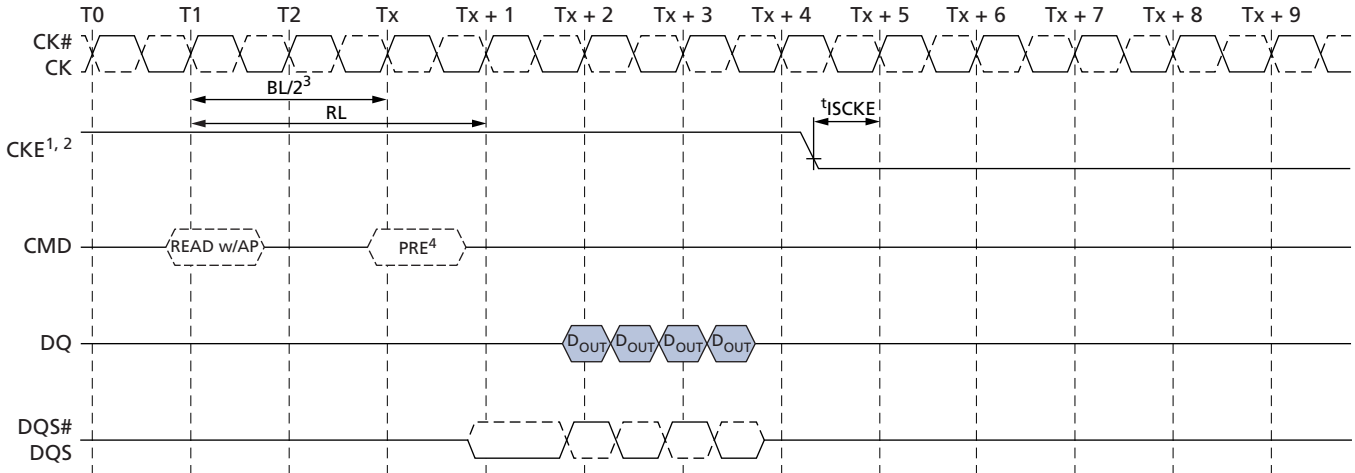 T0 T1 T2 Tx Tx + 1 Tx + 2 Tx + 3 Tx + 4 Tx + 5 Tx + 6 Tx + 7 Tx + 8 Tx + 9
CK#
CK
BL/2³
RL
ᵗISCKE
CKE¹, ²
CMD READ w/AP PRE⁴
DQ DOUT DOUT DOUT DOUT
DQS#
DQS